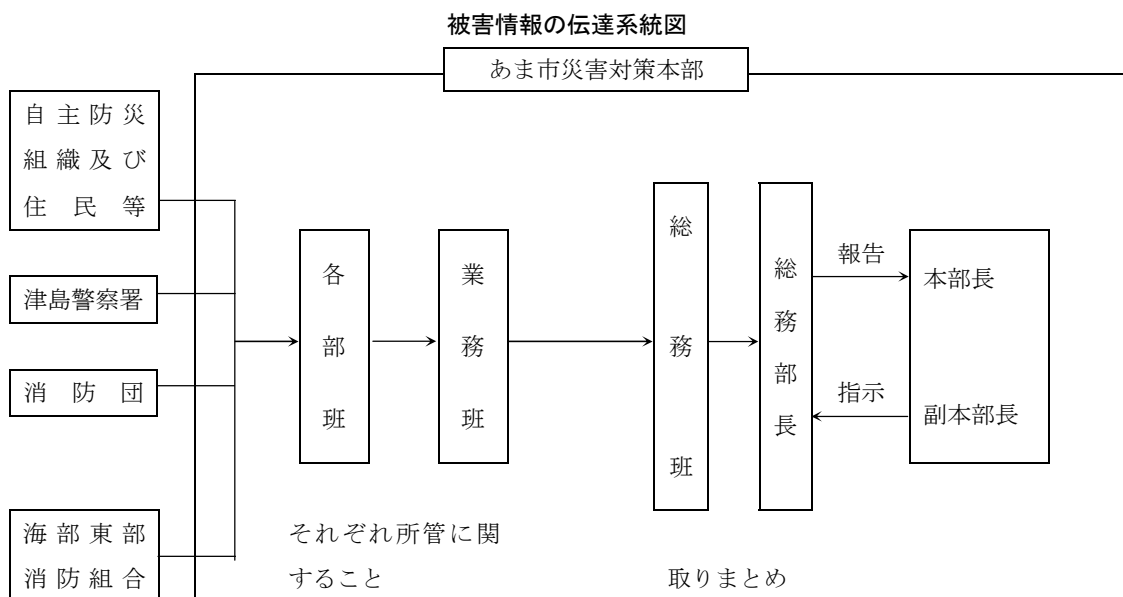 被害情報の伝達系統図
あま市災害対策本部
自主防災
組織及び
住民等
津島警察署
消防団
海部東部
消防組合
各部班
業務班
総務班
総務部長
報告
指示
本部長
副本部長
それぞれ所管に関
すること
取りまとめ